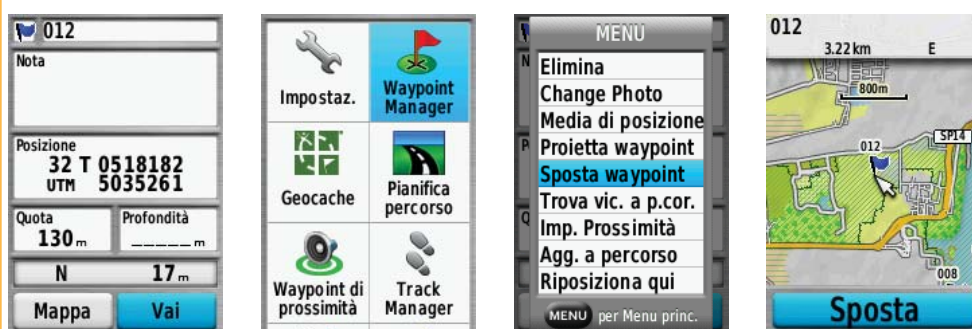 012
Nota
Posizione
32 T 0518182
UTM 5035261
Quota
130 m
Profondità
_____ m
N 17 m
Mappa
Vai
Impostaz.
Waypoint
Manager
Geocache
Pianifica
percorso
Waypoint di
prossimità
Track
Manager
MENU
Elimina
Change Photo
Media di posizione
Proietta waypoint
Sposta waypoint
Trova vic. a p.cor.
Imp. Prossimità
Agg. a percorso
Riposiziona qui
MENU per Menu princ.
012
3.22 km E
800m
SP14
012
008
Sposta